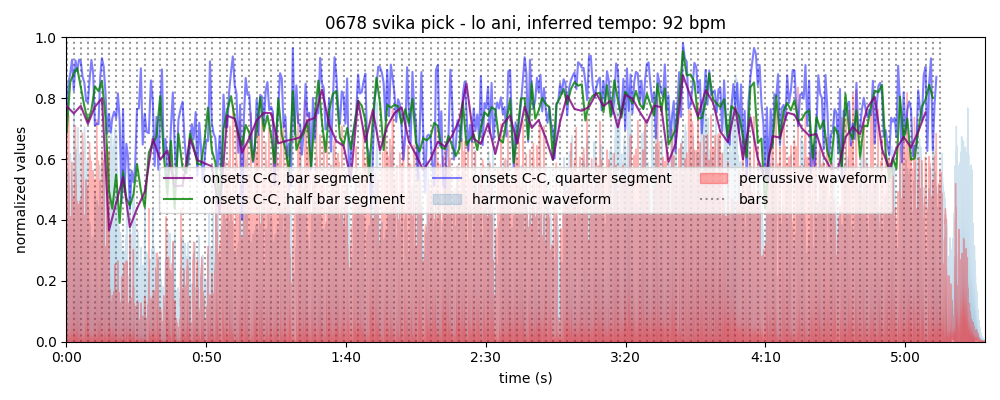 0678 svika pick - lo ani, inferred tempo: 92 bpm
1.0
0.8
0.6
0.4
0.2
0.0
normalized values
onsets C-C, bar segment
onsets C-C, half bar segment
onsets C-C, quarter segment
harmonic waveform
percussive waveform
bars
0:00 0:50 1:40 2:30 3:20 4:10 5:00
time (s)